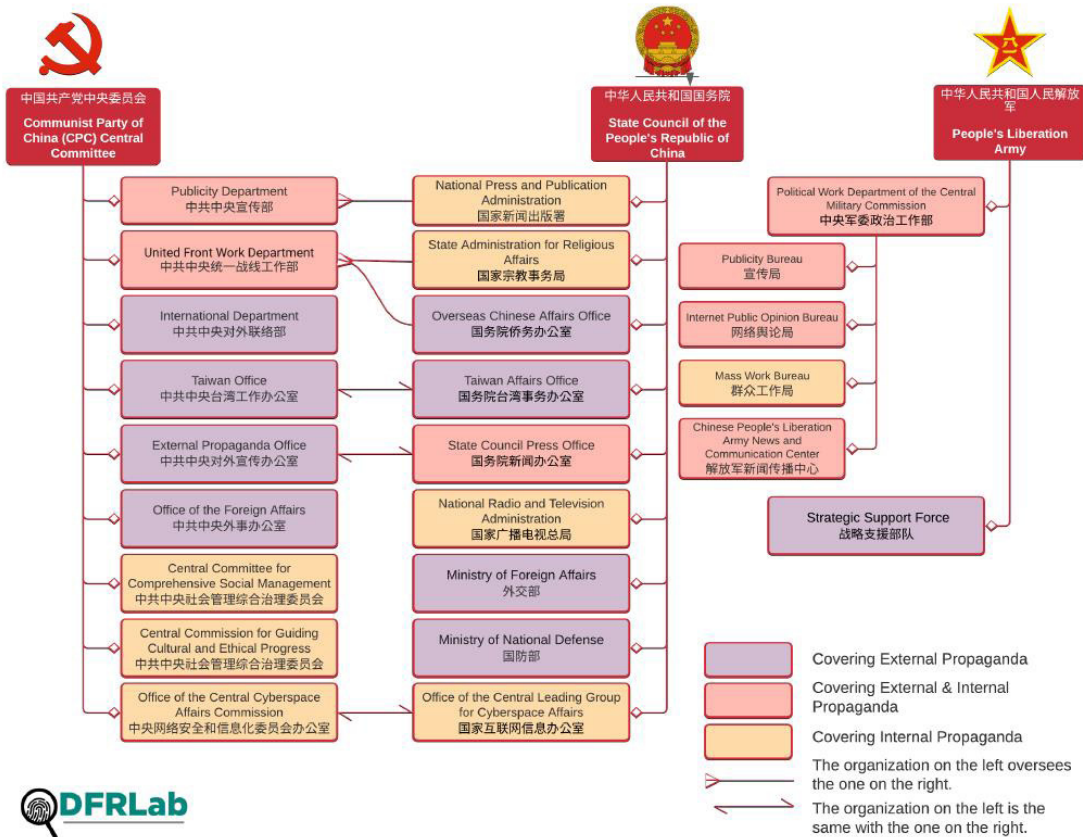 中国共产党中央委员会
Communist Party of
China (CPC) Central
Committee
中华人民共和国国务院
State Council of the
People's Republic of
China
八一
中华人民共和国人民解放
军
People's Liberation
Army
Publicity Department
中共中央宣传部
United Front Work Department
中共中央统一战线工作部
International Department
中共中央对外联络部
Taiwan Office
中共中央台湾工作办公室
External Propaganda Office
中共中央对外宣传办公室
Office of the Foreign Affairs
中共中央外事办公室
Central Committee for
Comprehensive Social Management
中共中央社会管理综合治理委员会
Central Commission for Guiding
Cultural and Ethical Progress
中共中央社会管理综合治理委员会
Office of the Central Cyberspace
Affairs Commission
中央网络安全和信息化委员会办公室
National Press and Publication
Administration
国家新闻出版署
State Administration for Religious
Affairs
国家宗教事务局
Overseas Chinese Affairs Office
国务院侨务办公室
Taiwan Affairs Office
国务院台湾事务办公室
State Council Press Office
国务院新闻办公室
National Radio and Television
Administration
国家广播电视总局
Ministry of Foreign Affairs
外交部
Ministry of National Defense
国防部
Office of the Central Leading Group
for Cyberspace Affairs
国家互联网信息办公室
Political Work Department of the Central
Military Commission
中央军委政治工作部
Publicity Bureau
宣传局
Internet Public Opinion Bureau
网络舆论局
Mass Work Bureau
群众工作局
Chinese People's Liberation
Army News and
Communication Center
解放军新闻传播中心
Strategic Support Force
战略支援部队
Covering External Propaganda
Covering External & Internal
Propaganda
Covering Internal Propaganda
The organization on the left oversees
the one on the right.
The organization on the left is the
same with the one on the right.
DFRLab